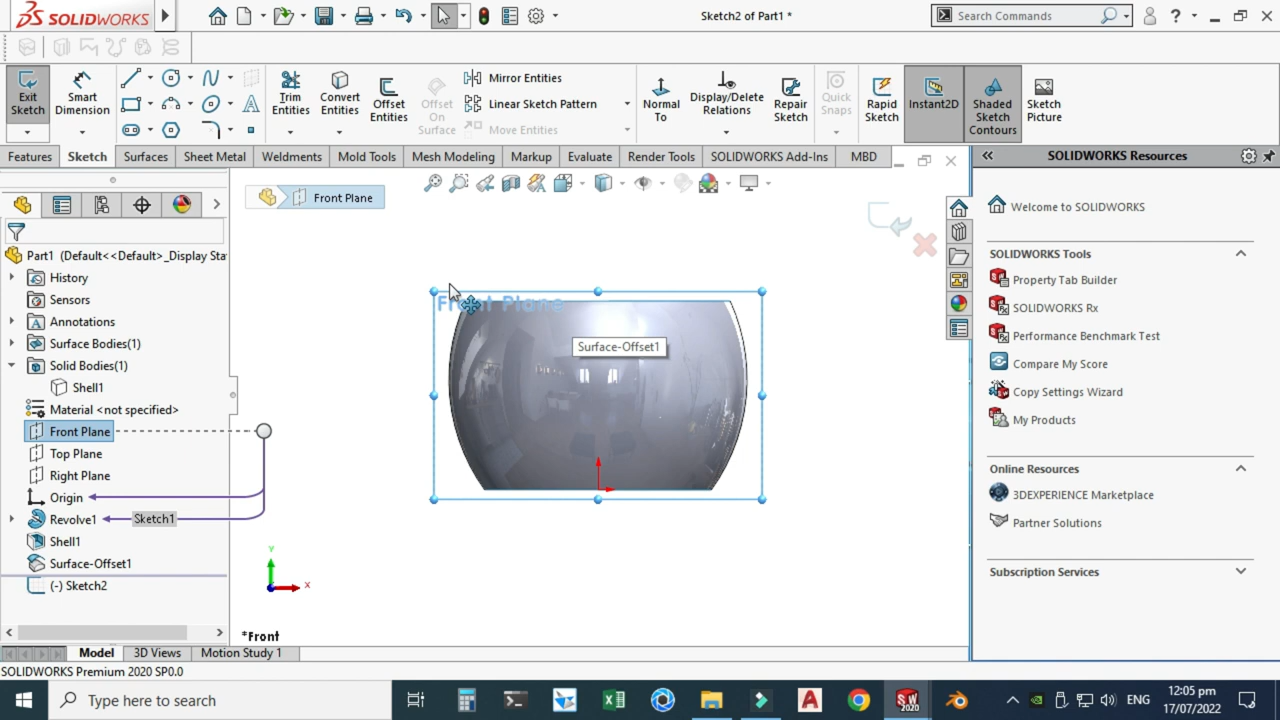 SOLIDWORKS
Sketch2 of Part1 *
Search Commands
Exit Sketch
Smart Dimension
Trim Entities
Convert Entities
Offset Entities
Offset On Surface
Mirror Entities
Linear Sketch Pattern
Move Entities
Normal To
Display/Delete Relations
Repair Sketch
Quick Snaps
Rapid Sketch
Instant2D
Shaded Sketch Contours
Sketch Picture
Features
Sketch
Surfaces
Sheet Metal
Weldments
Mold Tools
Mesh Modeling
Markup
Evaluate
Render Tools
SOLIDWORKS Add-Ins
MBD
SOLIDWORKS Resources
Front Plane
Part1 (Default<<Default>_Display Sta
History
Sensors
Annotations
Surface Bodies(1)
Solid Bodies(1)
Shell1
Material <not specified>
Front Plane
Top Plane
Right Plane
Origin
Revolve1
Sketch1
Shell1
Surface-Offset1
(-) Sketch2
Front Plane
Surface-Offset1
Y
X
*Front
Welcome to SOLIDWORKS
SOLIDWORKS Tools
Property Tab Builder
SOLIDWORKS Rx
Performance Benchmark Test
Compare My Score
Copy Settings Wizard
My Products
Online Resources
3DEXPERIENCE Marketplace
Partner Solutions
Subscription Services
Model
3D Views
Motion Study 1
SOLIDWORKS Premium 2020 SP0.0
Type here to search
SW
2020
ENG
12:05 pm
17/07/2022